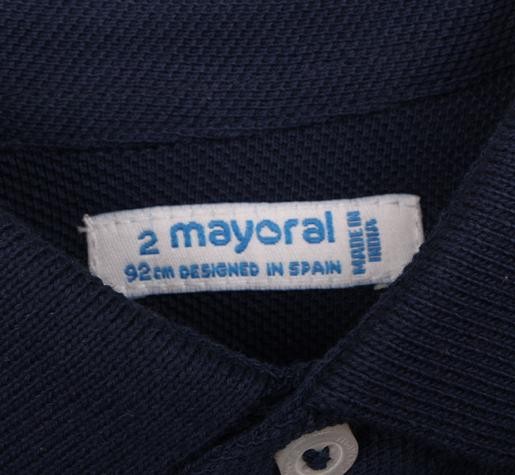 2 mayoral
92cm DESIGNED IN SPAIN
MADE IN
INDIA